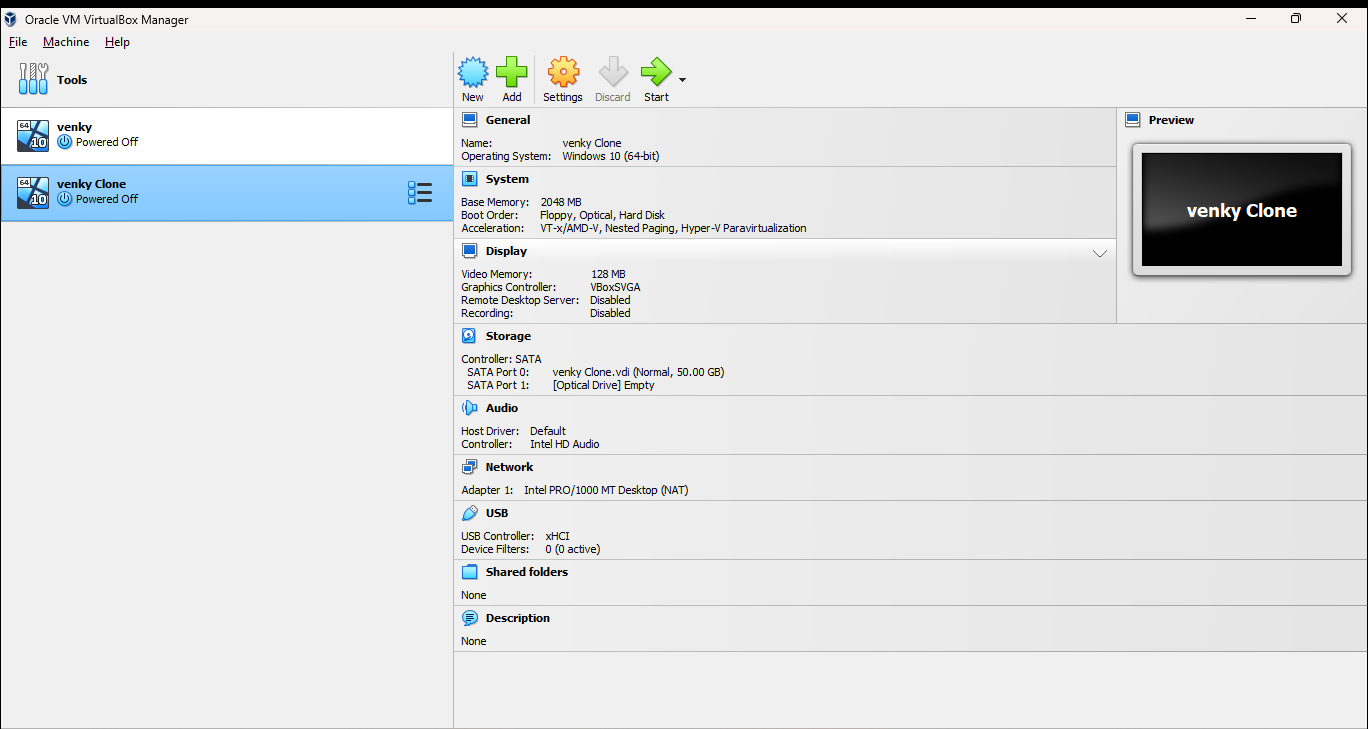 Oracle VM VirtualBox Manager
File Machine Help
Tools
New Add Settings Discard Start
64
10
venky
Powered Off
64
10
venky Clone
Powered Off
General
Name: venky Clone
Operating System: Windows 10 (64-bit)
System
Base Memory: 2048 MB
Boot Order: Floppy, Optical, Hard Disk
Acceleration: VT-x/AMD-V, Nested Paging, Hyper-V Paravirtualization
Display
Video Memory: 128 MB
Graphics Controller: VBoxSVGA
Remote Desktop Server: Disabled
Recording: Disabled
Preview
venky Clone
Storage
Controller: SATA
SATA Port 0: venky Clone.vdi (Normal, 50.00 GB)
SATA Port 1: [Optical Drive] Empty
Audio
Host Driver: Default
Controller: Intel HD Audio
Network
Adapter 1: Intel PRO/1000 MT Desktop (NAT)
USB
USB Controller: xHCI
Device Filters: 0 (0 active)
Shared folders
None
Description
None